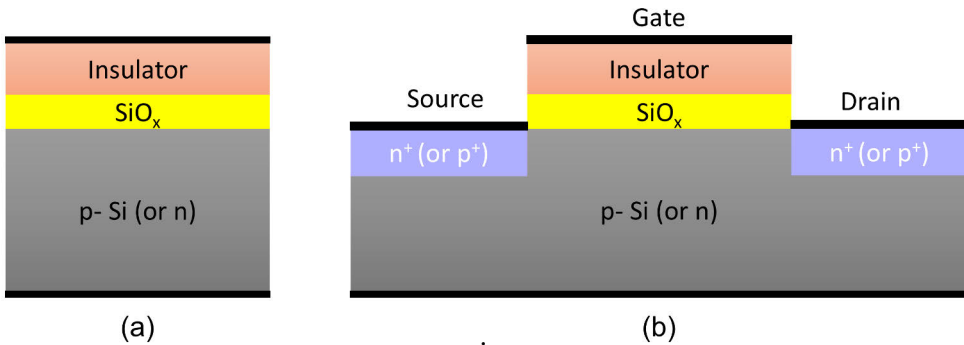 Insulator
SiOx
p- Si (or n)
(a)
Gate
Insulator
Source
SiOx
Drain
n+ (or p+)
n+ (or p+)
p- Si (or n)
(b)